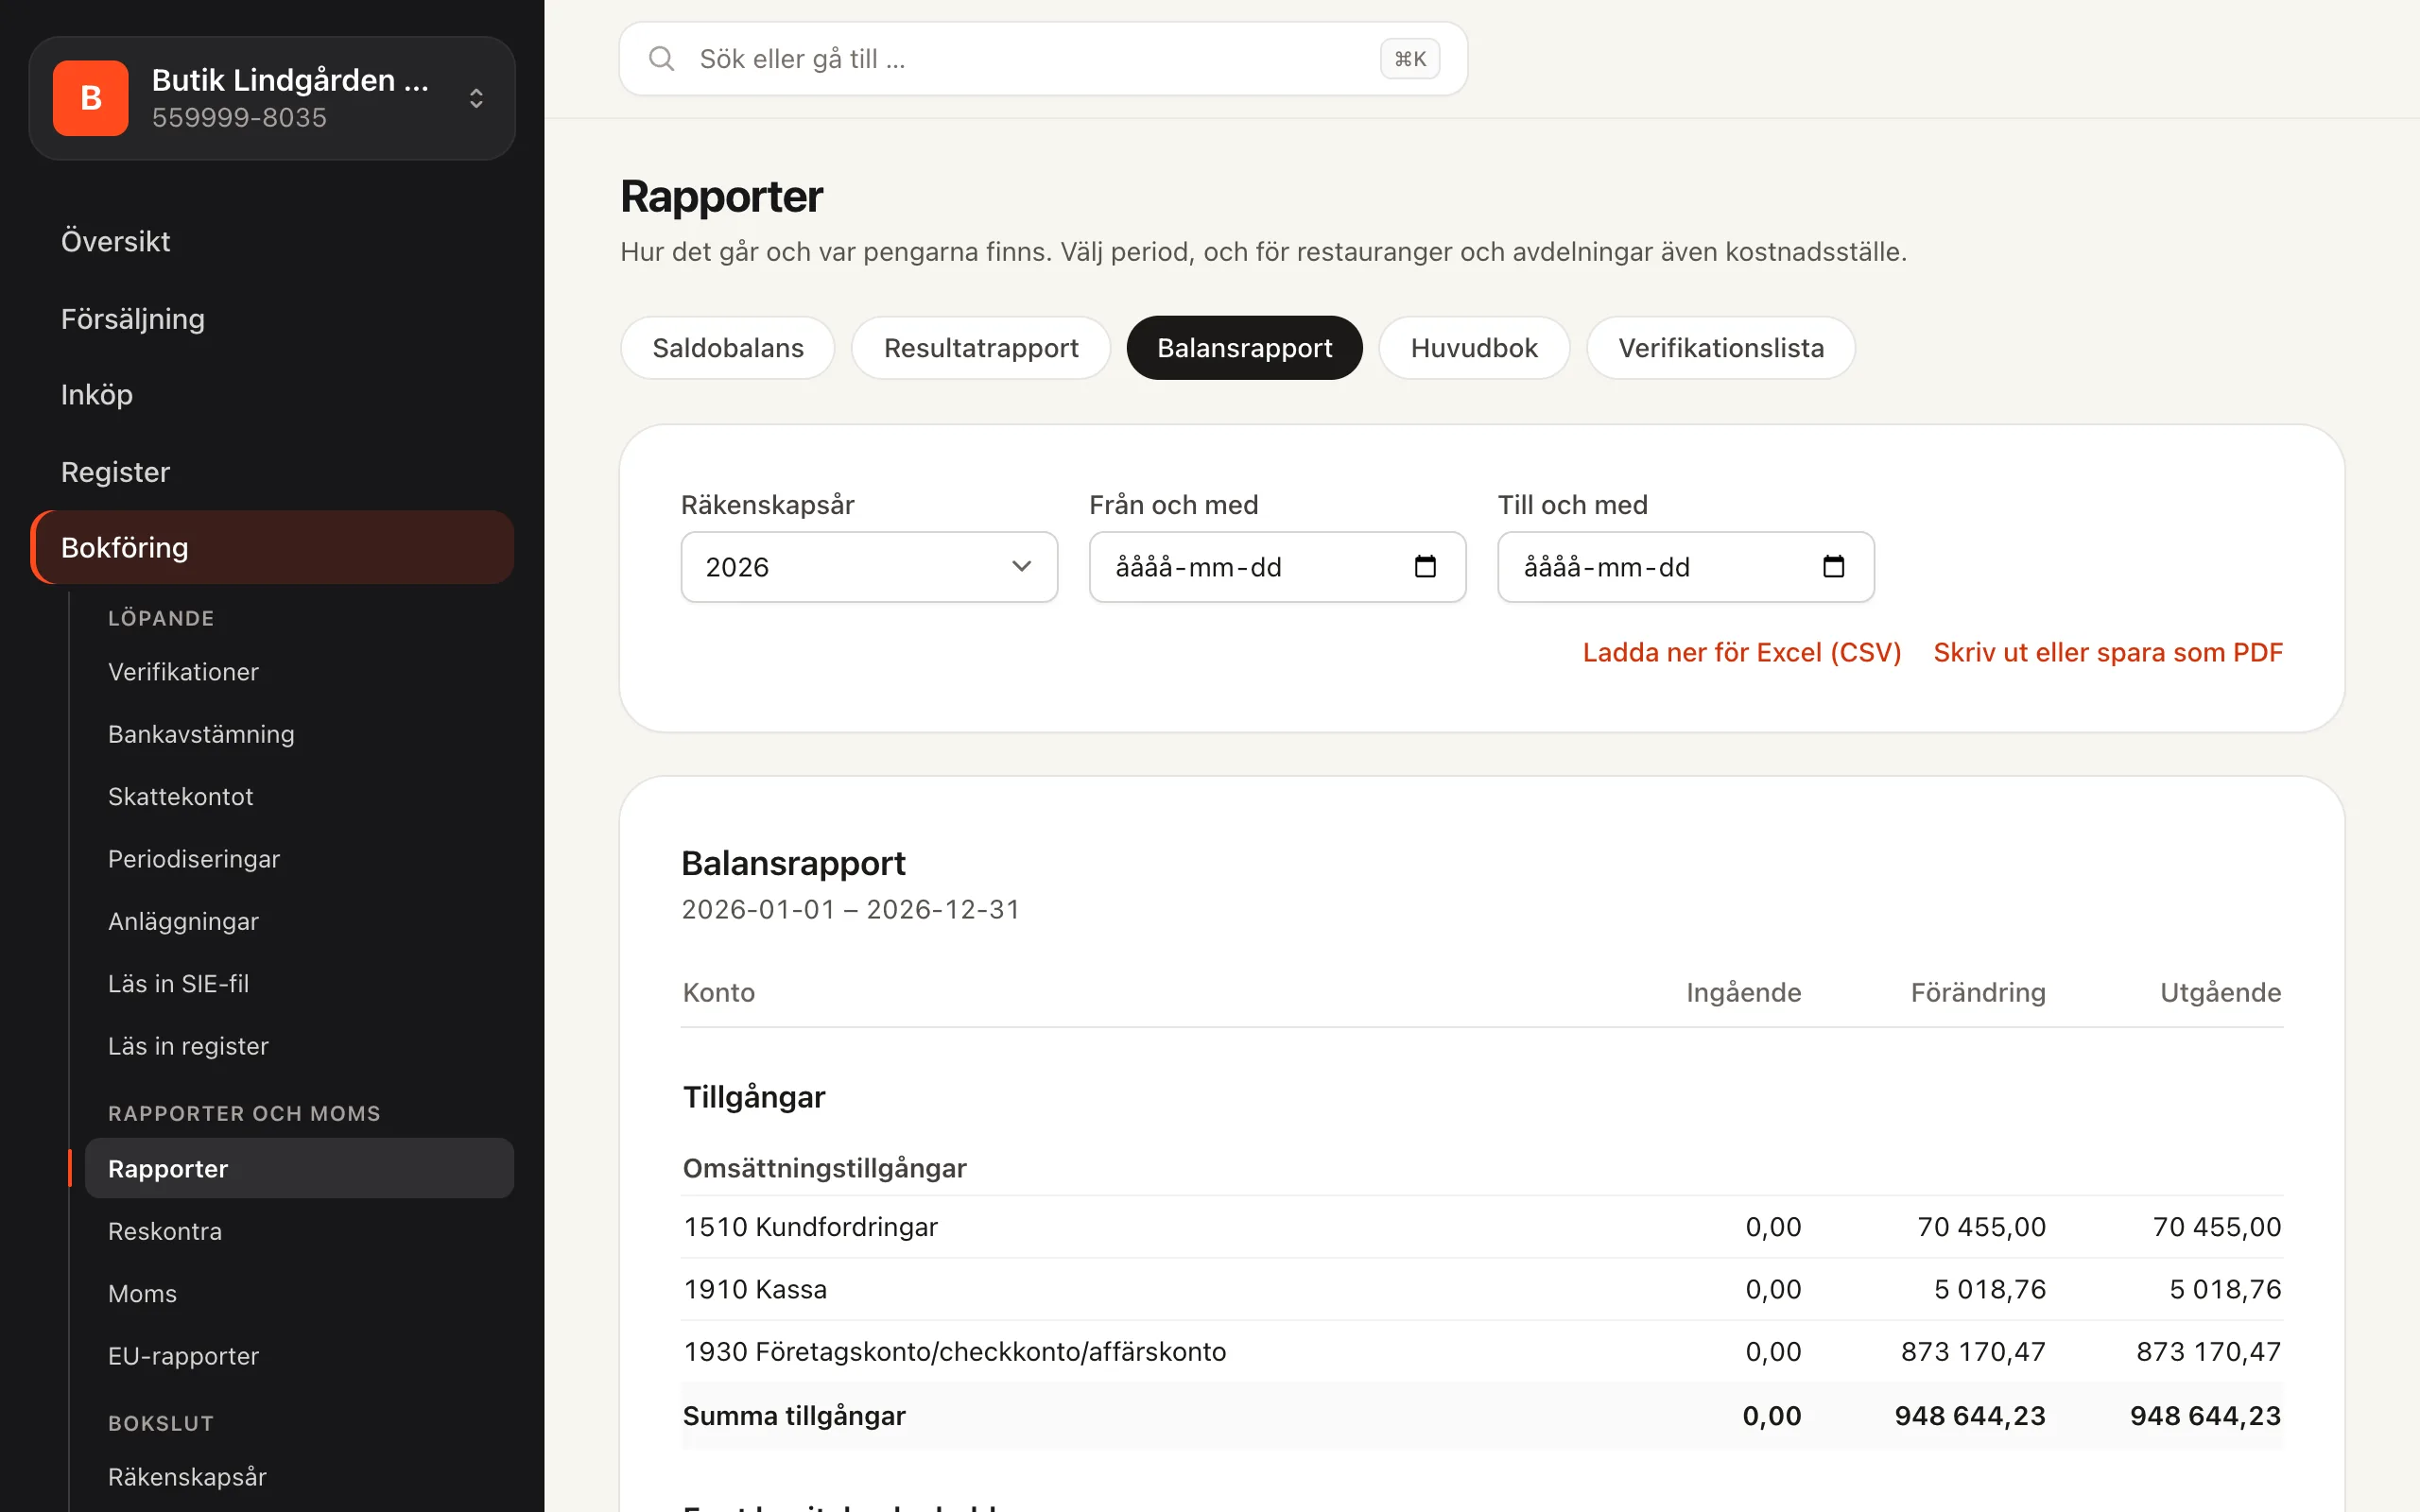 B
Butik Lindgården ...
559999-8035
Översikt
Försäljning
Inköp
Register
Bokföring
LÖPANDE
Verifikationer
Bankavstämning
Skattekontot
Periodiseringar
Anläggningar
Läs in SIE-fil
Läs in register
RAPPORTER OCH MOMS
Rapporter
Reskontra
Moms
EU-rapporter
BOKSLUT
Räkenskapsår
Sök eller gå till ... ⌘K
Rapporter
Hur det går och var pengarna finns. Välj period, och för restauranger och avdelningar även kostnadsställe.
Saldobalans Resultatrapport Balansrapport Huvudbok Verifikationslista
Räkenskapsår Från och med Till och med
2026 åååå-mm-dd åååå-mm-dd
Ladda ner för Excel (CSV) Skriv ut eller spara som PDF
Balansrapport
2026-01-01 – 2026-12-31
Konto Ingående Förändring Utgående
Tillgångar
Omsättningstillgångar
1510 Kundfordringar 0,00 70 455,00 70 455,00
1910 Kassa 0,00 5 018,76 5 018,76
1930 Företagskonto/checkkonto/affärskonto 0,00 873 170,47 873 170,47
Summa tillgångar 0,00 948 644,23 948 644,23